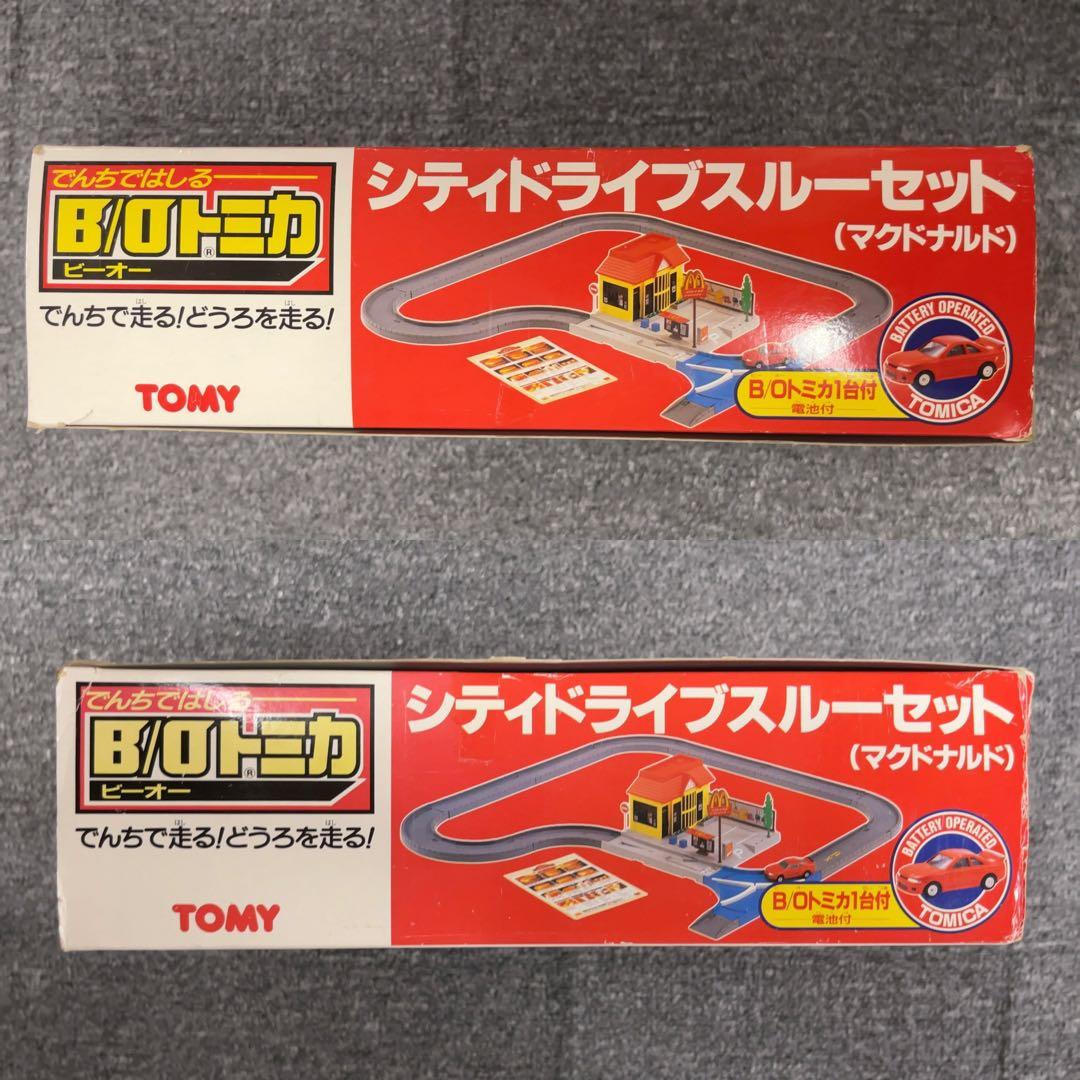 でんちではしる
B/Oトミカ®
ビーオー
でんちで走る!どうろを走る!
TOMY
シティドライブスルーセット
(マクドナルド)
B/Oトミカ1台付
電池付
BATTERY OPERATED
TOMICA
でんちではしる
B/Oトミカ®
ビーオー
でんちで走る!どうろを走る!
TOMY
シティドライブスルーセット
(マクドナルド)
B/Oトミカ1台付
電池付
BATTERY OPERATED
TOMICA